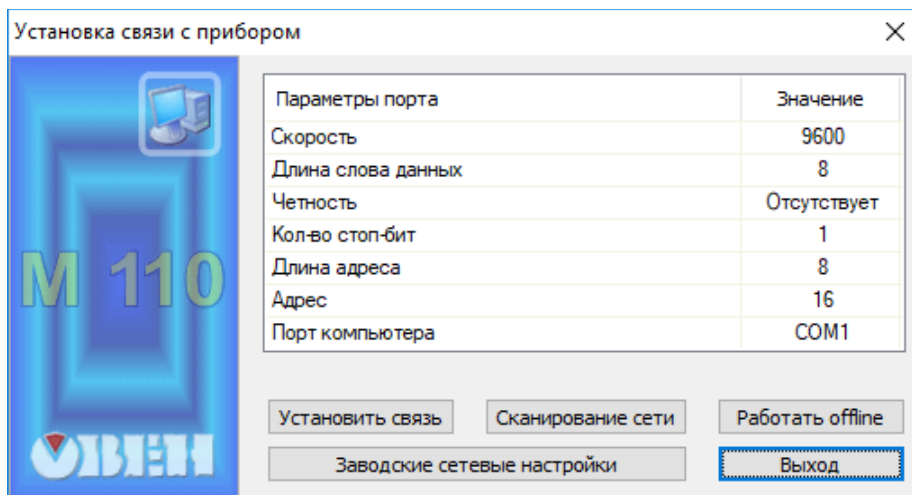 Установка связи с прибором
Параметры порта Значение
Скорость 9600
Длина слова данных 8
Четность Отсутствует
Кол-во стоп-бит 1
Длина адреса 8
Адрес 16
Порт компьютера COM1
М 110
Установить связь Сканирование сети Работать offline
Заводские сетевые настройки Выход
ОВЕН